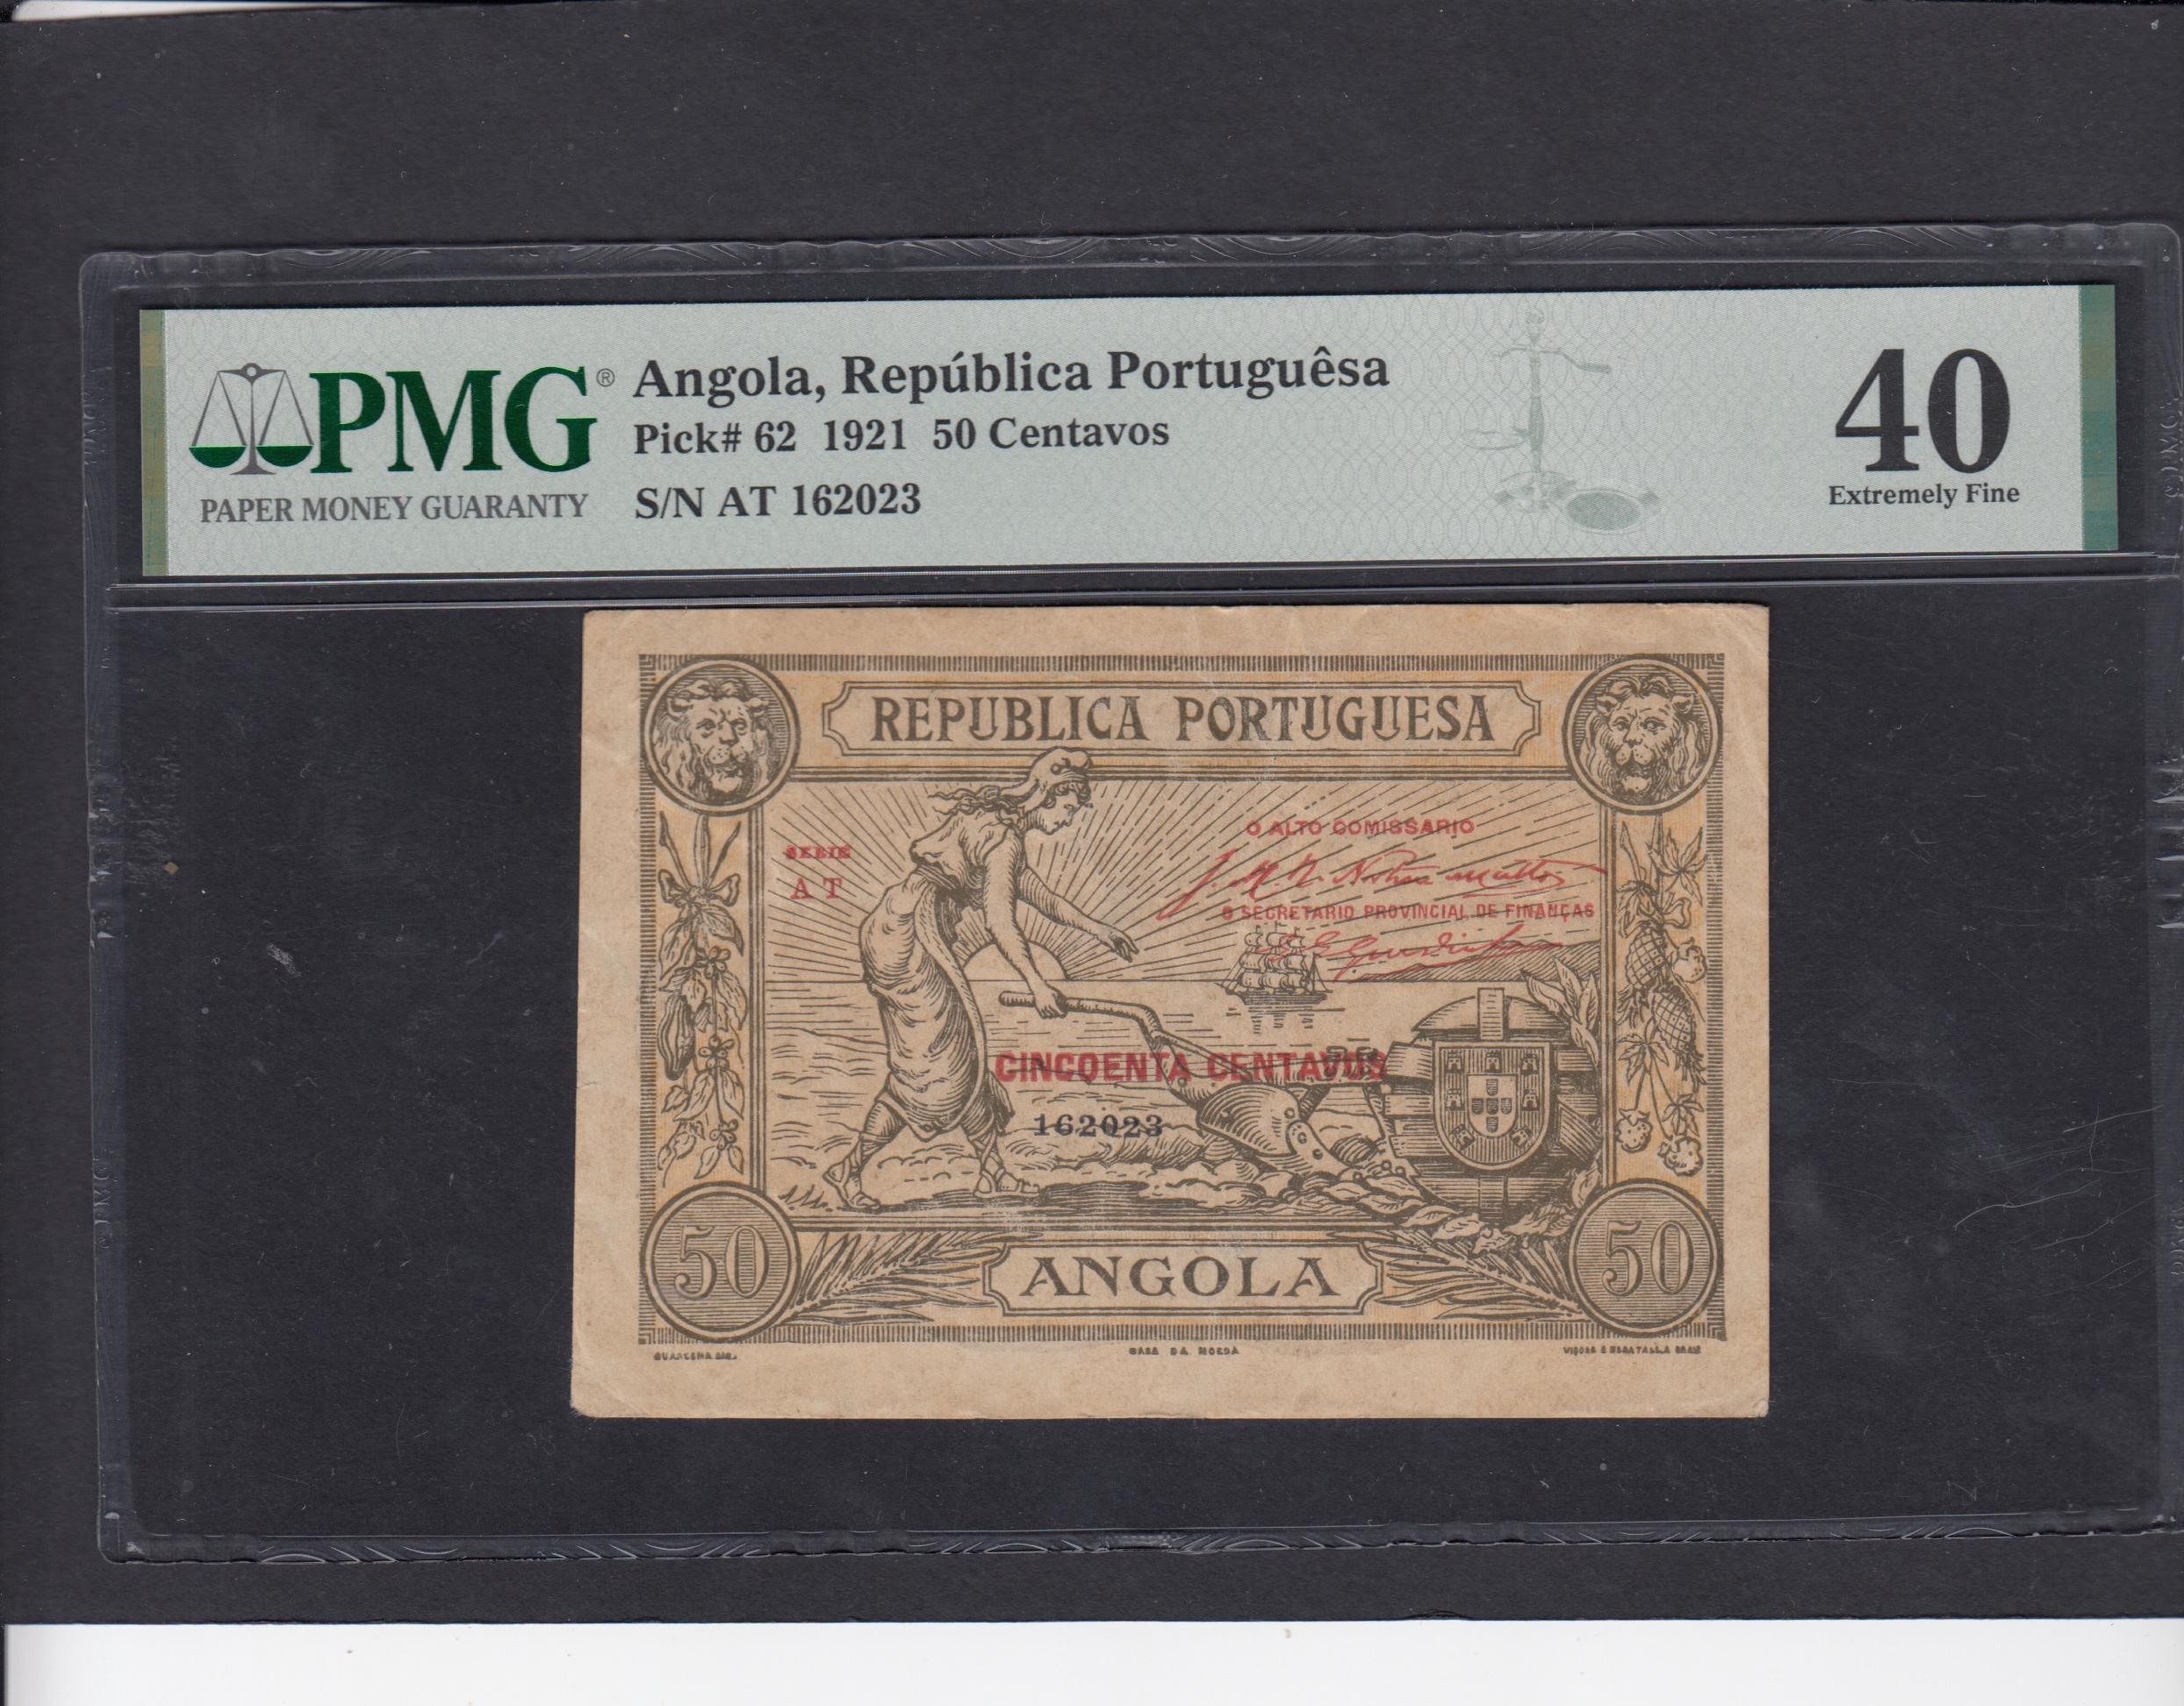 PMG®
PAPER MONEY GUARANTY
Angola, República Portuguêsa
Pick# 62 1921 50 Centavos
S/N AT 162023
40
Extremely Fine
REPUBLICA PORTUGUESA
SERIE
A T
O ALTO COMISSARIO
O SECRETARIO PROVINCIAL DE FINANÇAS
CINCOENTA CENTAVOS
162023
50
ANGOLA
50
CASA DA MOEDA